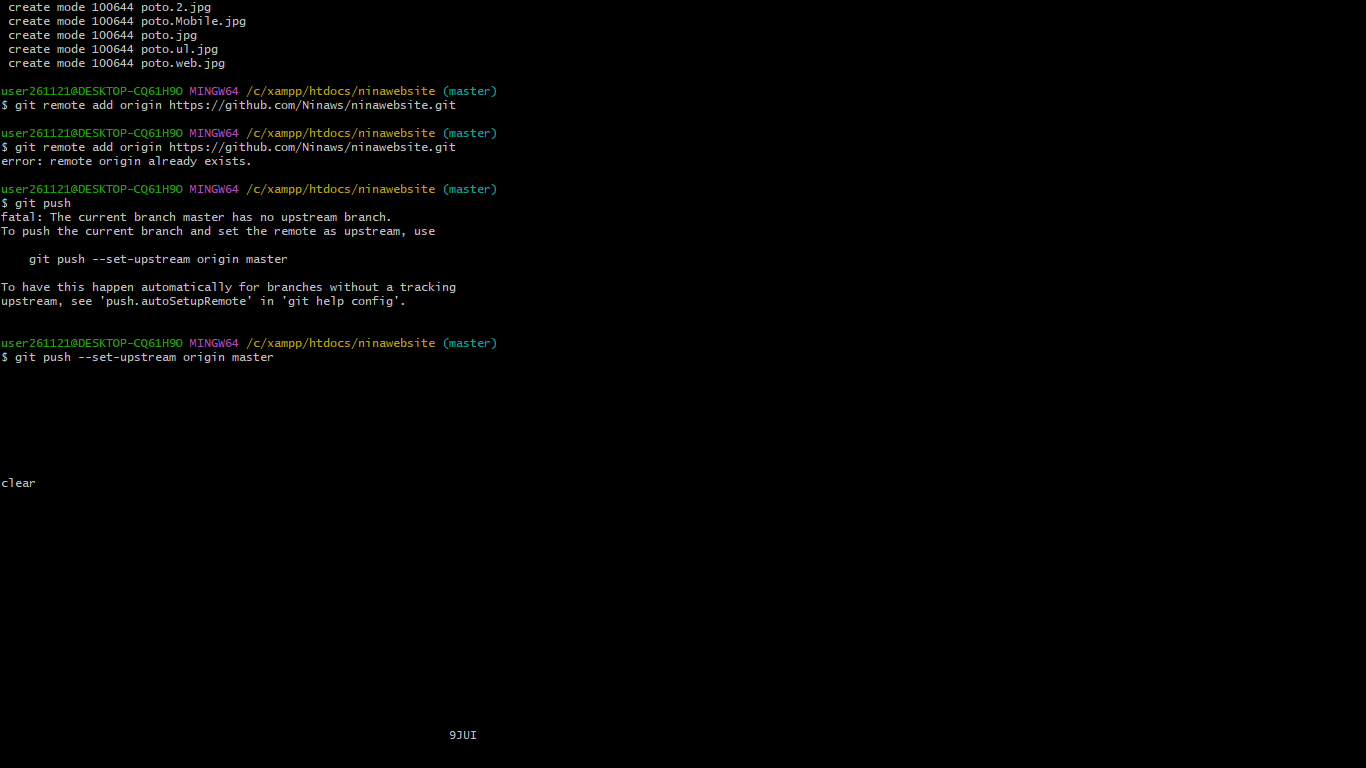 create mode 100644 poto.2.jpg
create mode 100644 poto.Mobile.jpg
create mode 100644 poto.jpg
create mode 100644 poto.ul.jpg
create mode 100644 poto.web.jpg
user261121@DESKTOP-CQ61H9O MINGW64 /c/xampp/htdocs/ninawebsite (master)
$ git remote add origin https://github.com/Ninaws/ninawebsite.git
user261121@DESKTOP-CQ61H9O MINGW64 /c/xampp/htdocs/ninawebsite (master)
$ git remote add origin https://github.com/Ninaws/ninawebsite.git
error: remote origin already exists.
user261121@DESKTOP-CQ61H9O MINGW64 /c/xampp/htdocs/ninawebsite (master)
$ git push
fatal: The current branch master has no upstream branch.
To push the current branch and set the remote as upstream, use
git push --set-upstream origin master
To have this happen automatically for branches without a tracking
upstream, see 'push.autoSetupRemote' in 'git help config'.
user261121@DESKTOP-CQ61H9O MINGW64 /c/xampp/htdocs/ninawebsite (master)
$ git push --set-upstream origin master
clear
9JUI